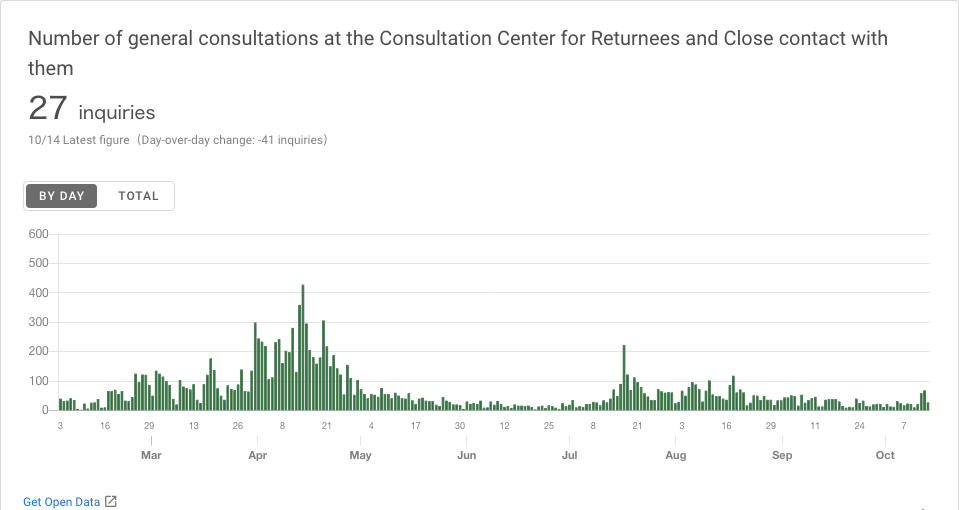 Number of general consultations at the Consultation Center for Returnees and Close contact with
them
27 inquiries
10/14 Latest figure（Day-over-day change: -41 inquiries）
BY DAY TOTAL
600
500
400
300
200
100
0
3 16 29 13 26 8 21 4 17 30 12 25 8 21 3 16 29 11 24 7
Mar Apr May Jun Jul Aug Sep Oct
Get Open Data